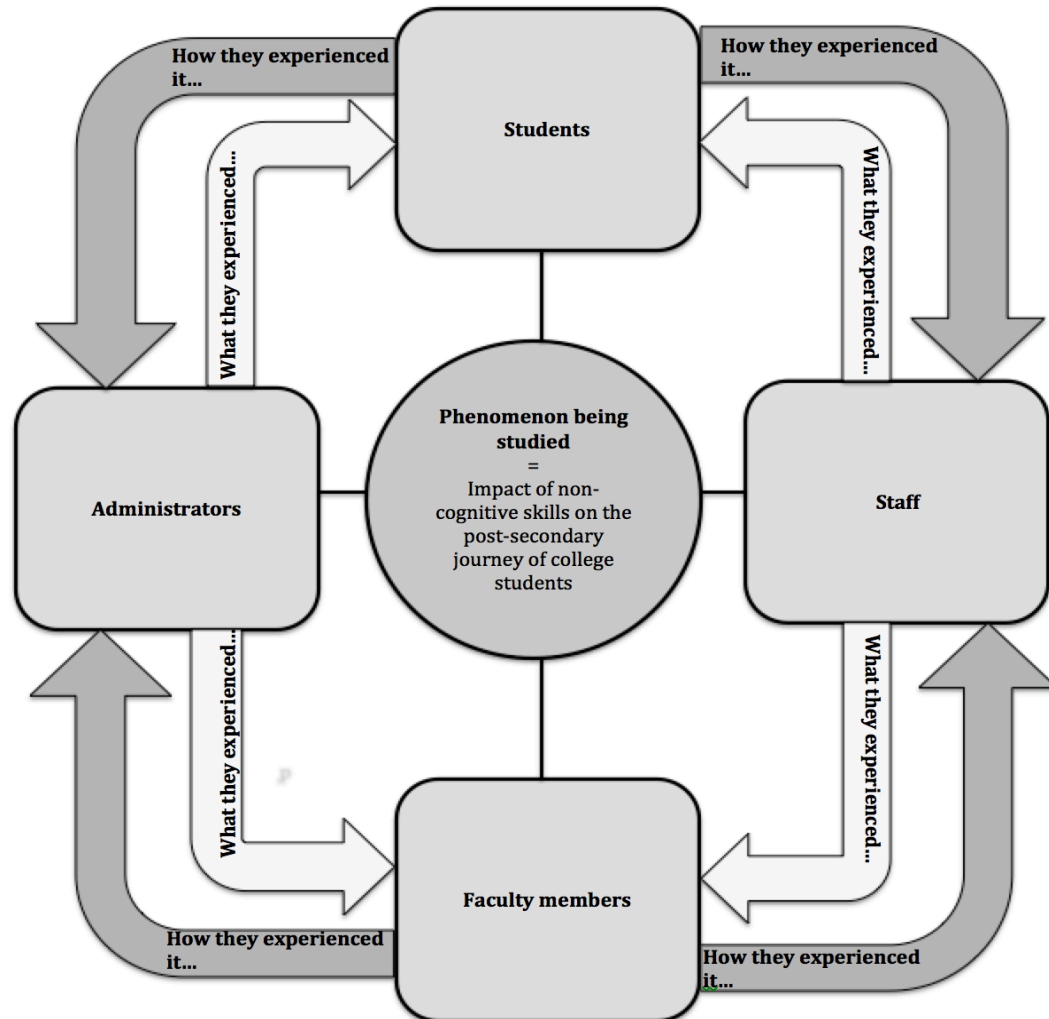 How they experienced
it...
How they experienced
it...
Students
What they experienced...
What they experienced...
Phenomenon being
studied
=
Impact of non-
cognitive skills on the
post-secondary
journey of college
students
Administrators
Staff
What they experienced...
What they experienced...
Faculty members
How they experienced
it...
How they experienced
it...